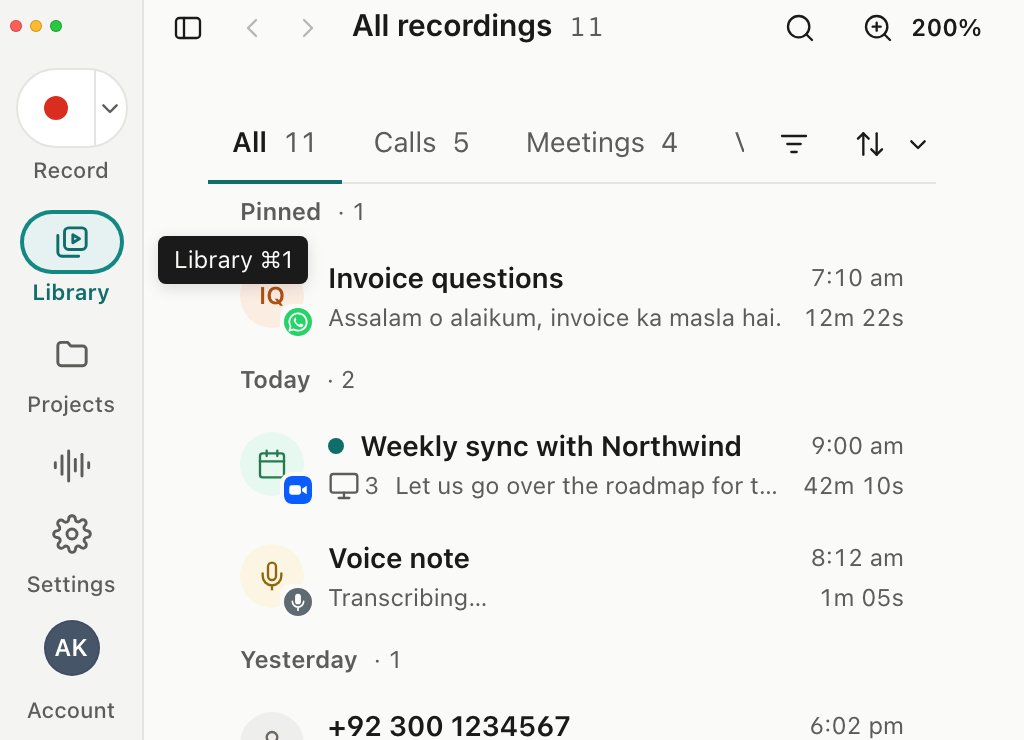 All recordings 11
200%
Record
All 11 Calls 5 Meetings 4
Pinned · 1
Library ⌘1
Library
IQ
Invoice questions 7:10 am
Assalam o alaikum, invoice ka masla hai. 12m 22s
Today · 2
Projects
Weekly sync with Northwind 9:00 am
3 Let us go over the roadmap for t... 42m 10s
Voice note 8:12 am
Settings
Transcribing... 1m 05s
AK
Yesterday · 1
Account
+92 300 1234567 6:02 pm